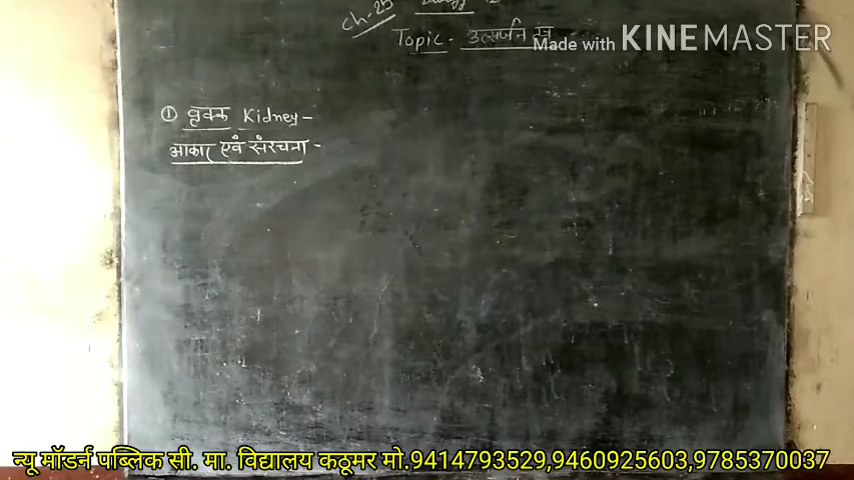 Ch-25
Topic- उत्सर्जन
Made with KINEMASTER
① वृक्क Kidney-
आकार एवं संरचना-
न्यू मॉडर्न पब्लिक सी. मा. विद्यालय कठूमर मो.9414793529,9460925603,9785370037